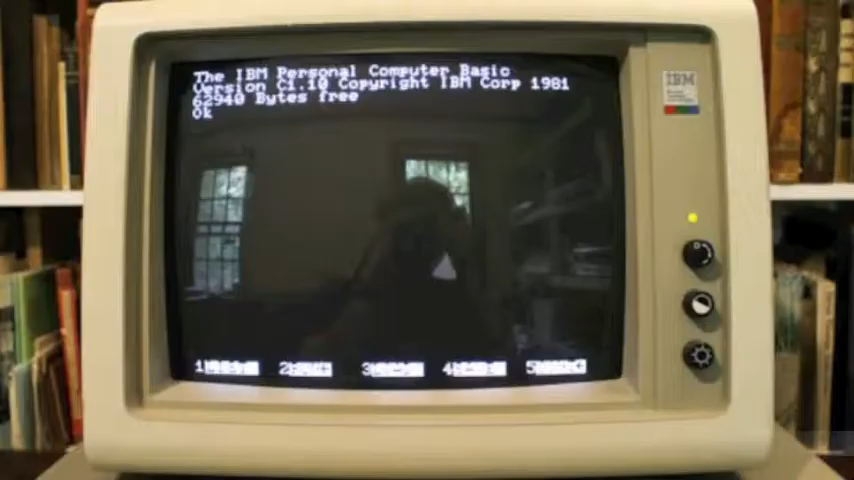 The IBM Personal Computer Basic
Version C1.10 Copyright IBM Corp 1981
62940 Bytes free
Ok
IBM
1
2
3
4
5